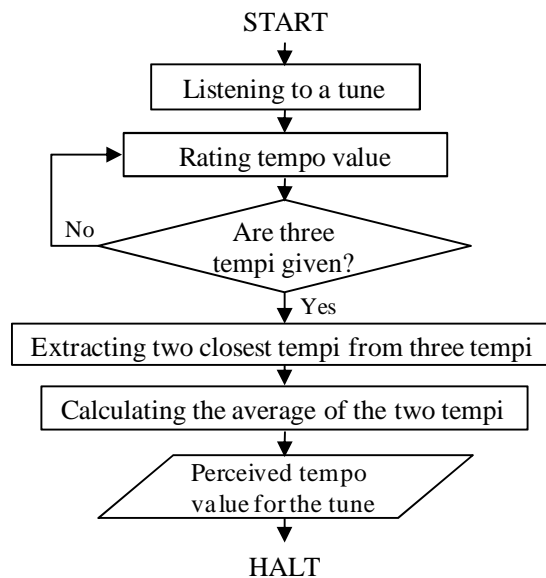 START
Listening to a tune
Rating tempo value
No
Are three
tempi given?
Yes
Extracting two closest tempi from three tempi
Calculating the average of the two tempi
Perceived tempo
value for the tune
HALT